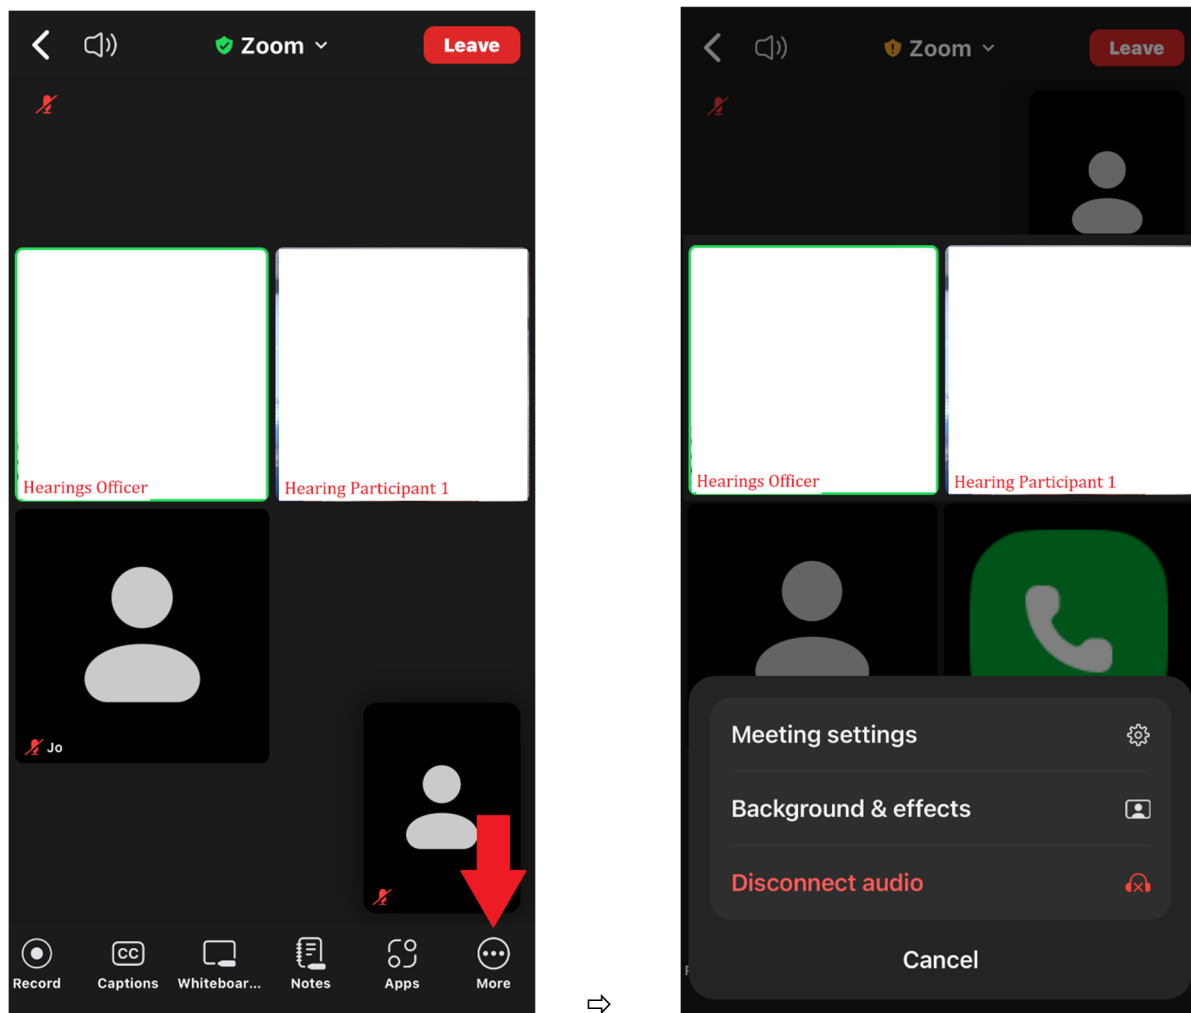 Zoom
Leave
Hearings Officer
Hearing Participant 1
Jo
CC
Record
Captions
Whiteboar...
Notes
Apps
More
Zoom
Leave
Hearings Officer
Hearing Participant 1
Meeting settings
Background & effects
Disconnect audio
Cancel